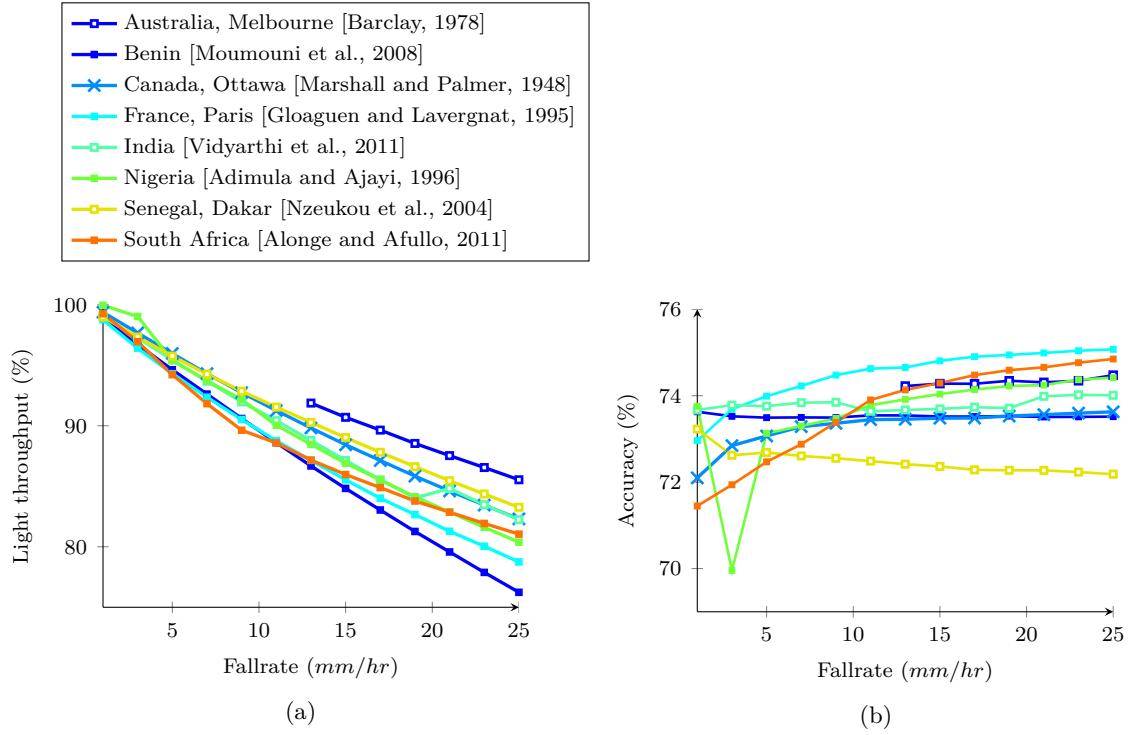 Australia, Melbourne [Barclay, 1978]
Benin [Moumouni et al., 2008]
Canada, Ottawa [Marshall and Palmer, 1948]
France, Paris [Gloaguen and Lavergnat, 1995]
India [Vidyarthi et al., 2011]
Nigeria [Adimula and Ajayi, 1996]
Senegal, Dakar [Nzeukou et al., 2004]
South Africa [Alonge and Afullo, 2011]
100
90
80
Light throughput (%)
5 10 15 20 25
Fallrate (mm/hr)
(a)
76
74
72
70
Accuracy (%)
5 10 15 20 25
Fallrate (mm/hr)
(b)